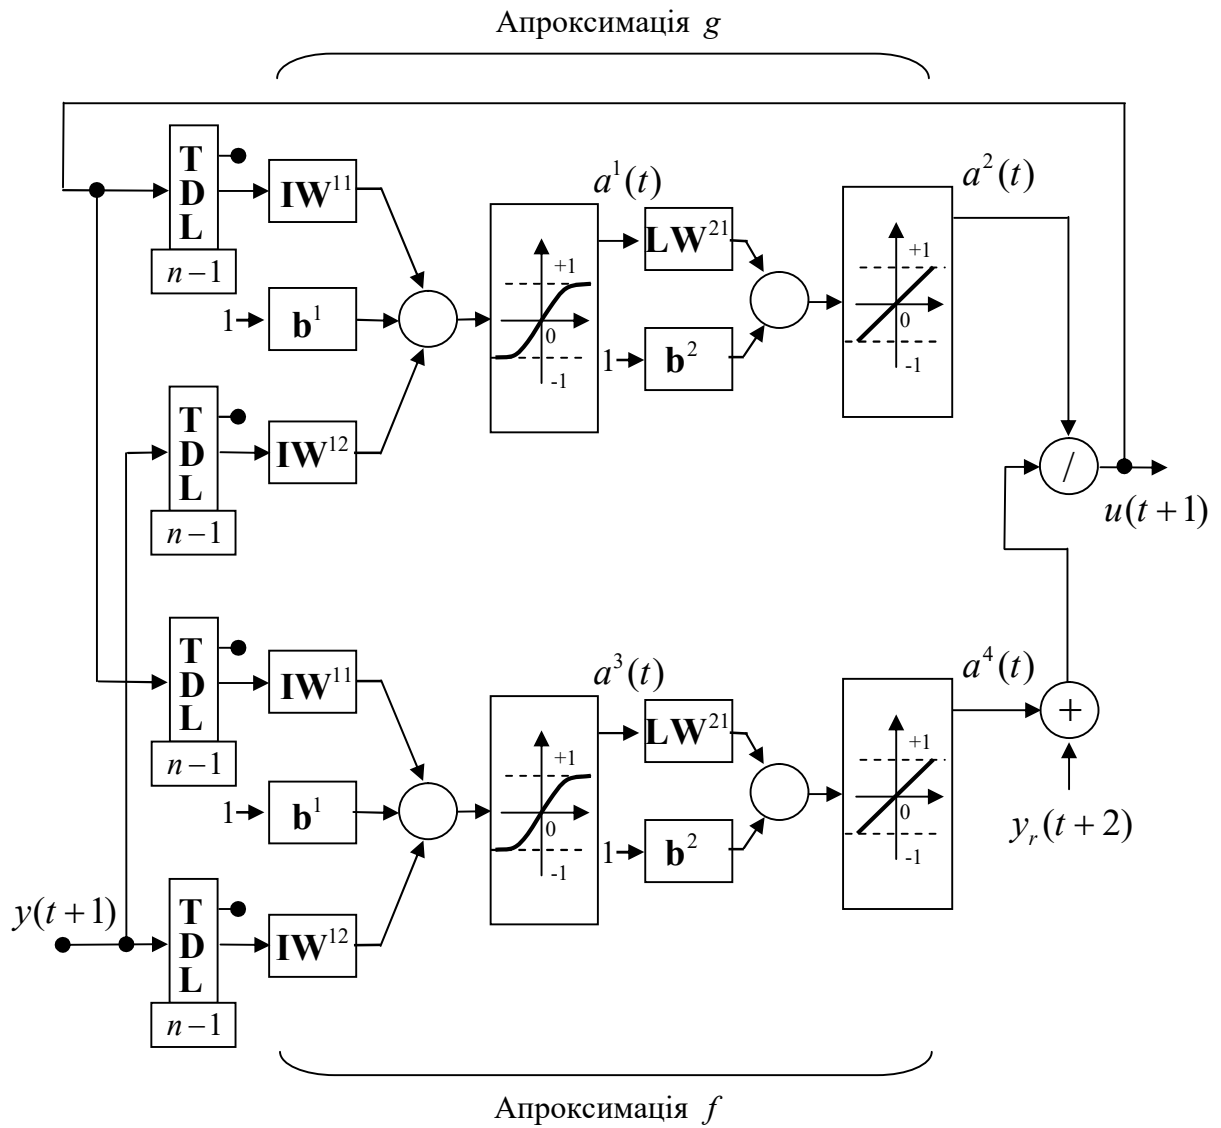 Апроксимація g
T
D
L
n−1
IW¹¹
1
b¹
T
D
L
n−1
IW¹²
+1
0
-1
a¹(t)
LW²¹
1
b²
+1
0
-1
a²(t)
/
u(t+1)
T
D
L
n−1
IW¹¹
1
b¹
y(t+1)
T
D
L
n−1
IW¹²
+1
0
-1
a³(t)
LW²¹
1
b²
+1
0
-1
a⁴(t)
+
yᵣ(t+2)
Апроксимація f